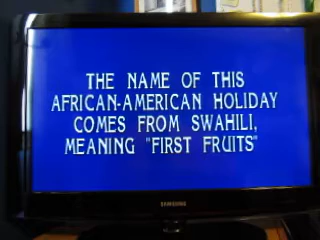 THE NAME OF THIS
AFRICAN-AMERICAN HOLIDAY
COMES FROM SWAHILI,
MEANING "FIRST FRUITS"
SAMSUNG